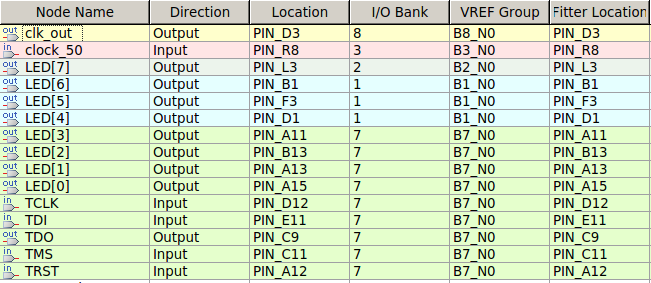 Node Name Direction Location I/O Bank VREF Group Fitter Location
out clk_out Output PIN_D3 8 B8_N0 PIN_D3
in clock_50 Input PIN_R8 3 B3_N0 PIN_R8
out LED[7] Output PIN_L3 2 B2_N0 PIN_L3
out LED[6] Output PIN_B1 1 B1_N0 PIN_B1
out LED[5] Output PIN_F3 1 B1_N0 PIN_F3
out LED[4] Output PIN_D1 1 B1_N0 PIN_D1
out LED[3] Output PIN_A11 7 B7_N0 PIN_A11
out LED[2] Output PIN_B13 7 B7_N0 PIN_B13
out LED[1] Output PIN_A13 7 B7_N0 PIN_A13
out LED[0] Output PIN_A15 7 B7_N0 PIN_A15
in TCLK Input PIN_D12 7 B7_N0 PIN_D12
in TDI Input PIN_E11 7 B7_N0 PIN_E11
out TDO Output PIN_C9 7 B7_N0 PIN_C9
in TMS Input PIN_C11 7 B7_N0 PIN_C11
in TRST Input PIN_A12 7 B7_N0 PIN_A12